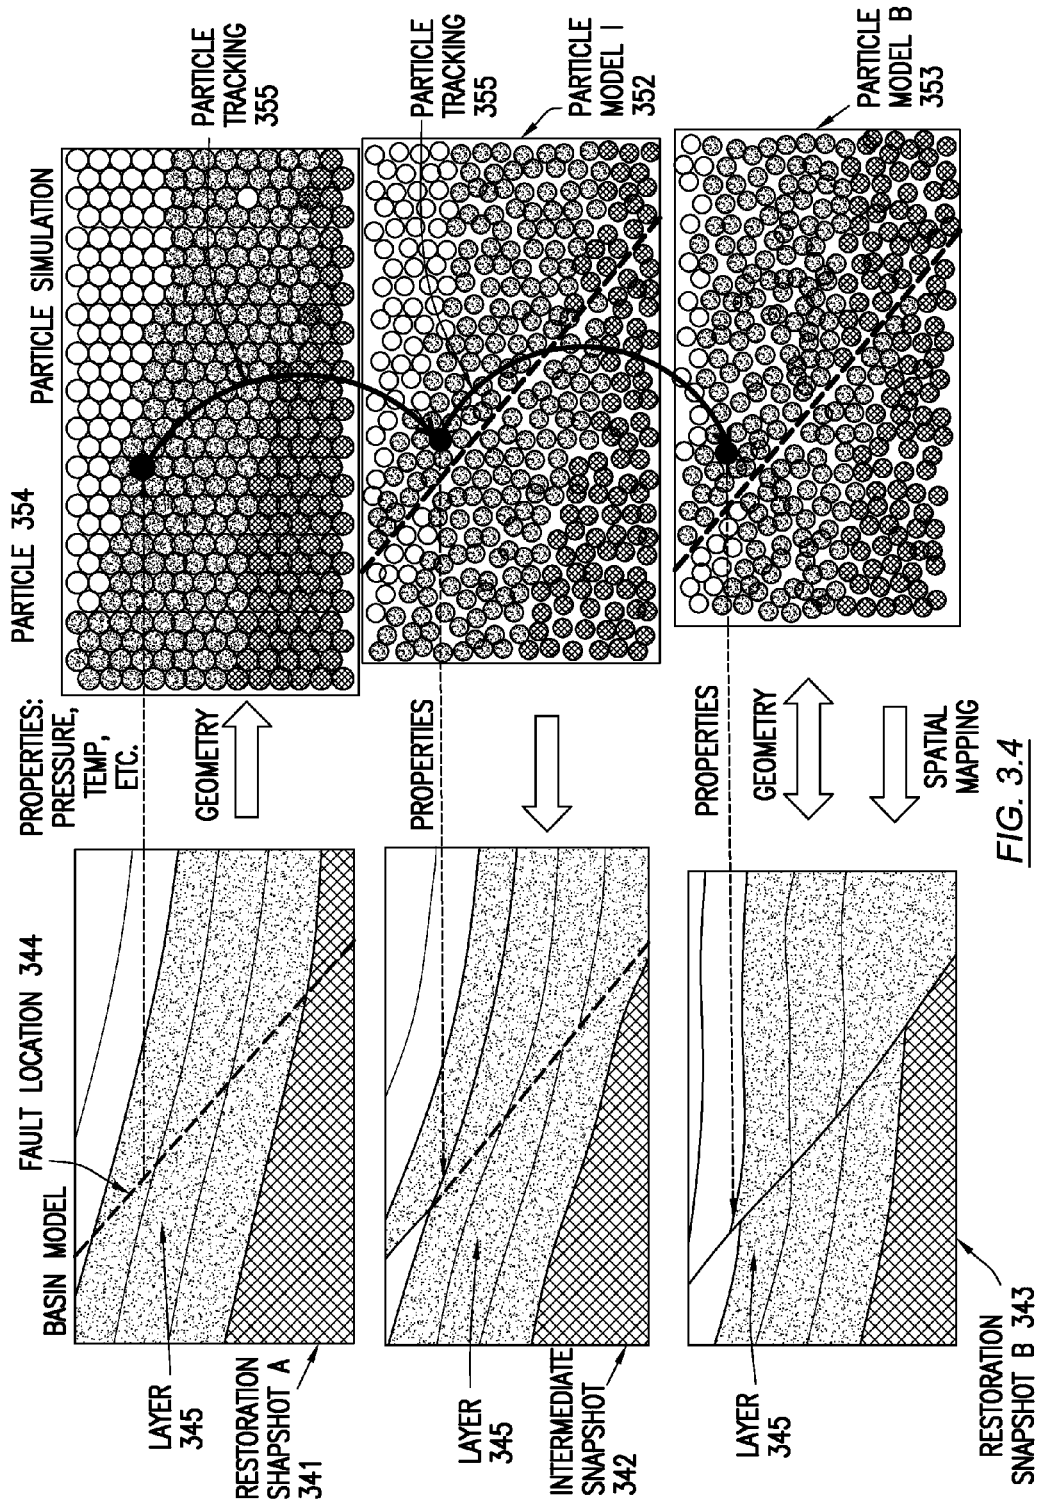 BASIN MODEL
FAULT LOCATION 344
PARTICLE 354
PARTICLE SIMULATION
PROPERTIES:
PRESSURE,
TEMP,
ETC.
GEOMETRY
PARTICLE
TRACKING
355
LAYER
345
RESTORATION
SHAPSHOT A
341
PROPERTIES
PARTICLE
TRACKING
355
PARTICLE
MODEL I
352
LAYER
345
INTERMEDIATE
SNAPSHOT
342
PROPERTIES
GEOMETRY
SPATIAL
MAPPING
PARTICLE
MODEL B
353
LAYER
345
RESTORATION
SNAPSHOT B 343
FIG. 3.4